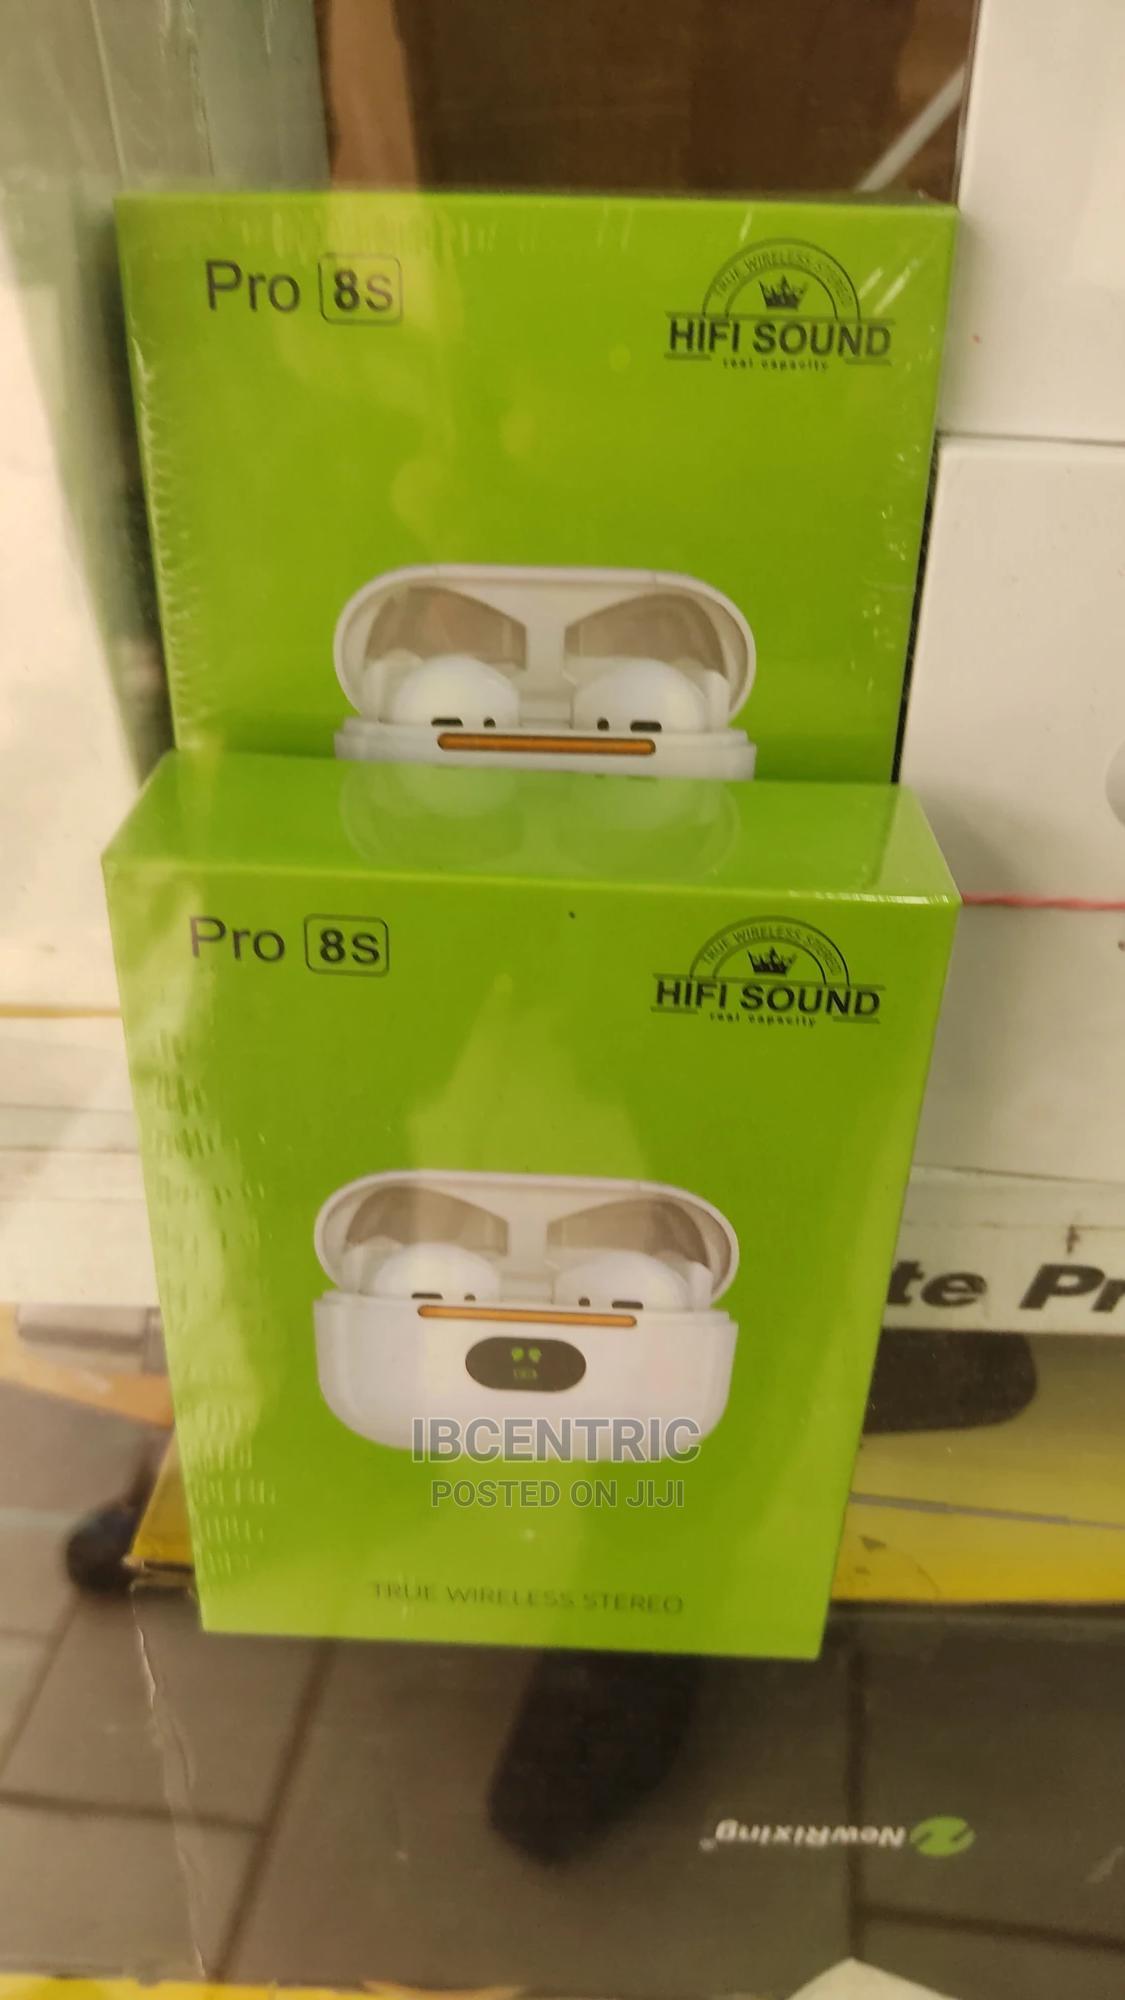 Pro 8s
TRUE WIRELESS STEREO
HIFI SOUND
real capacity
Pro 8s
TRUE WIRELESS STEREO
HIFI SOUND
real capacity
te Pr
IBCENTRIC
POSTED ON JIJI
TRUE WIRELESS STEREO
NewRixing